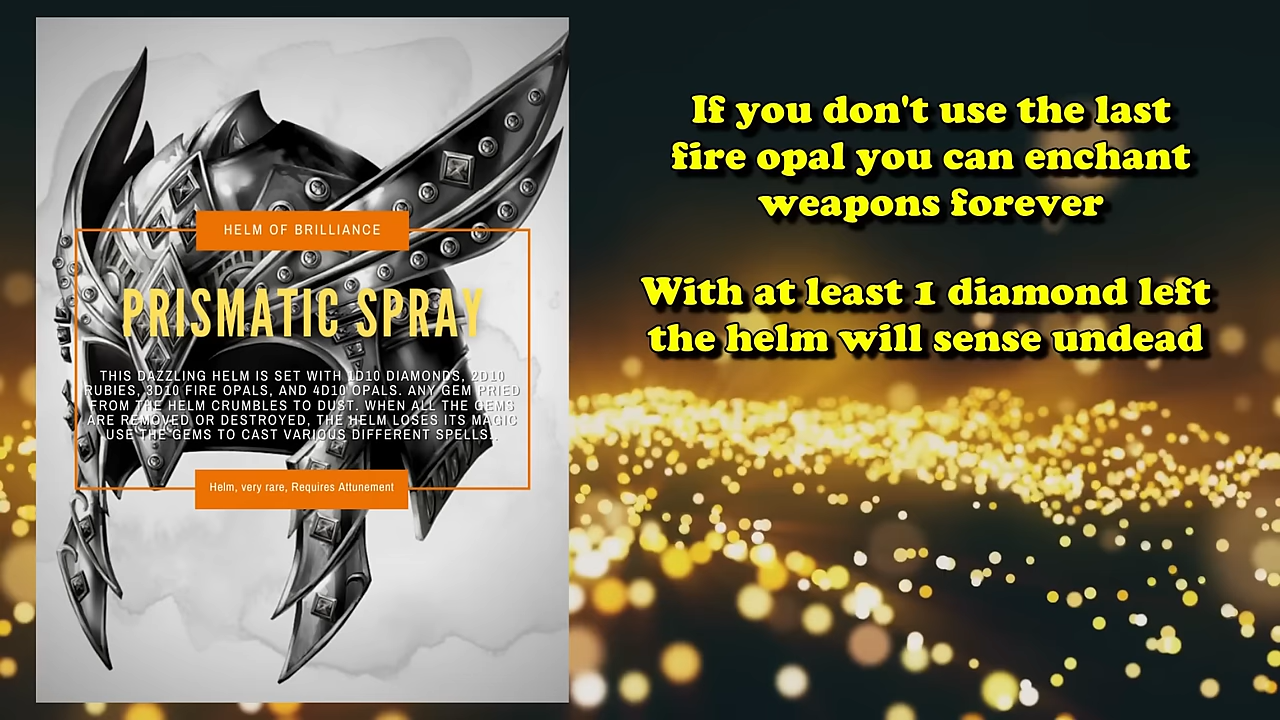 HELM OF BRILLIANCE
PRISMATIC SPRAY
THIS DAZZLING HELM IS SET WITH 1D10 DIAMONDS, 2D10
RUBIES, 3D10 FIRE OPALS, AND 4D10 OPALS. ANY GEM PRIED
FROM THE HELM CRUMBLES TO DUST. WHEN ALL THE GEMS
ARE REMOVED OR DESTROYED, THE HELM LOSES ITS MAGIC
USE THE GEMS TO CAST VARIOUS DIFFERENT SPELLS..
Helm, very rare, Requires Attunement
If you don't use the last
fire opal you can enchant
weapons forever
With at least 1 diamond left
the helm will sense undead